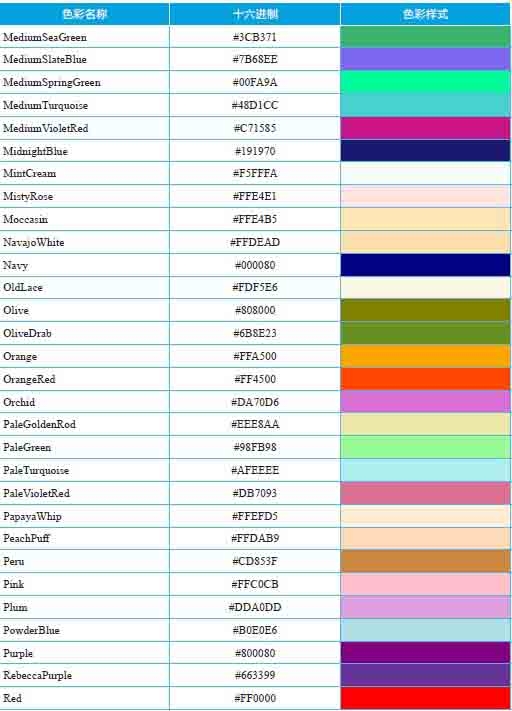 色彩名称 十六进制 色彩样式
MediumSeaGreen #3CB371
MediumSlateBlue #7B68EE
MediumSpringGreen #00FA9A
MediumTurquoise #48D1CC
MediumVioletRed #C71585
MidnightBlue #191970
MintCream #F5FFFA
MistyRose #FFE4E1
Moccasin #FFE4B5
NavajoWhite #FFDEAD
Navy #000080
OldLace #FDF5E6
Olive #808000
OliveDrab #6B8E23
Orange #FFA500
OrangeRed #FF4500
Orchid #DA70D6
PaleGoldenRod #EEE8AA
PaleGreen #98FB98
PaleTurquoise #AFEEEE
PaleVioletRed #DB7093
PapayaWhip #FFEFD5
PeachPuff #FFDAB9
Peru #CD853F
Pink #FFC0CB
Plum #DDA0DD
PowderBlue #B0E0E6
Purple #800080
RebeccaPurple #663399
Red #FF0000